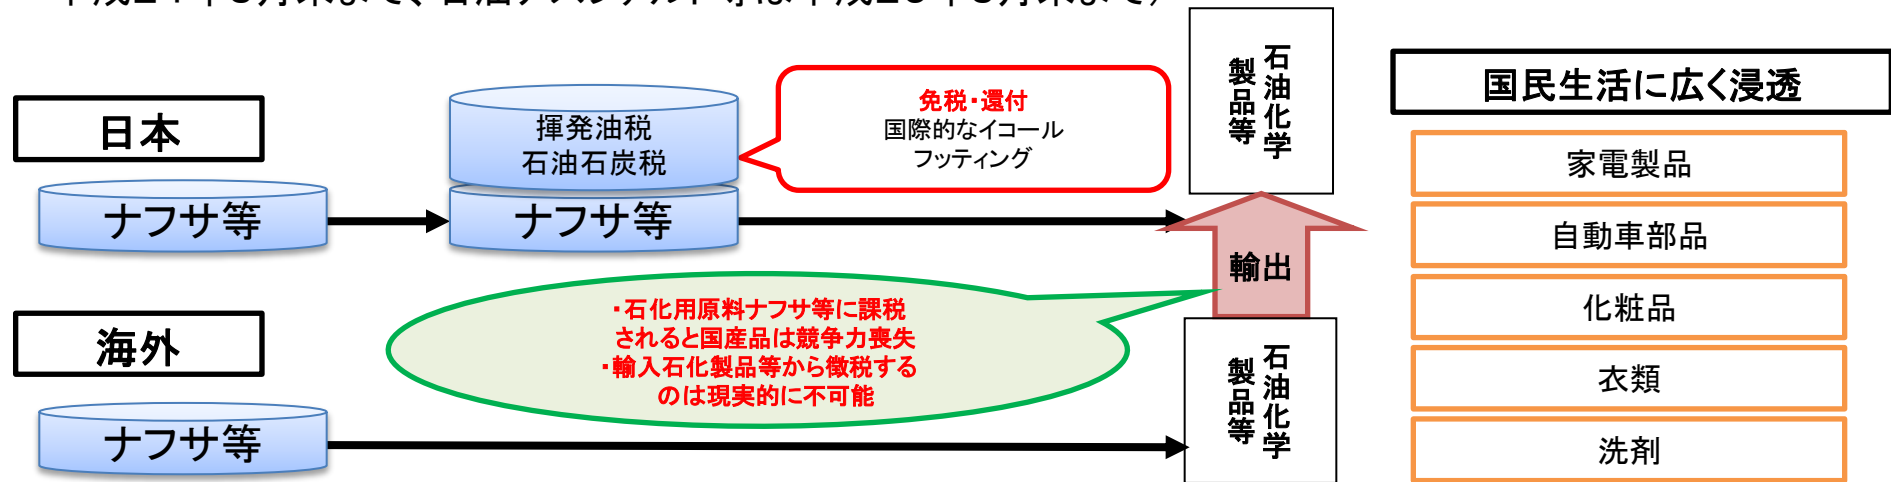 石油化学
製品等
国民生活に広く浸透
免税・還付
国際的なイコール
フッティング
揮発油税
石油石炭税
日本
家電製品
ナフサ等
ナフサ等
自動車部品
輸出
・石化用原料ナフサ等に課税
されると国産品は競争力喪失
・輸入石化製品等から徴税する
のは現実的に不可能
化粧品
海外
石油化学
製品等
衣類
ナフサ等
洗剤